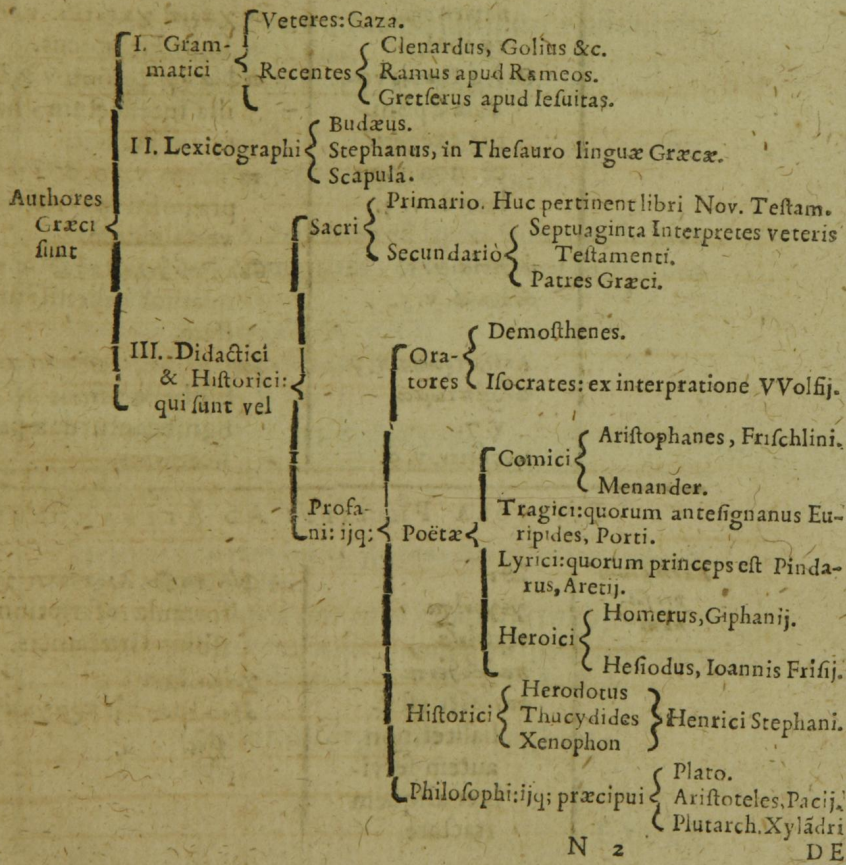 Veteres: Gaza.
I. Gram-
matici
Recentes
Clenardus, Golius &c.
Ramus apud Rameos.
Gretſerus apud Ieſuitas.
II. Lexicographi
Budæus.
Stephanus, in Theſauro linguæ Græcæ.
Scapula.
Authores
Græci
ſunt
Sacri
Primario. Huc pertinent libri Nov. Teſtam.
Secundariò
Septuaginta Interpretes veteris
Teſtamenti.
Patres Græci.
III. Didactici
& Hiſtorici:
qui ſunt vel
Profa-
ni: ijq;
Ora-
tores
Demoſthenes.
Iſocrates: ex interpratione VVolfij.
Poëtæ
Comici
Ariſtophanes, Friſchlini.
Menander.
Tragici: quorum anteſignanus Eu-
ripides, Porti.
Lyrici: quorum princeps eſt Pinda-
rus, Aretij.
Heroici
Homerus, Giphanij.
Heſiodus, Ioannis Friſij.
Hiſtorici
Herodotus
Thucydides
Xenophon
Henrici Stephani.
Philoſophi: ijq; præcipui
Plato.
Ariſtoteles, Pacij.
Plutarch. Xylãdri
N 2
DE